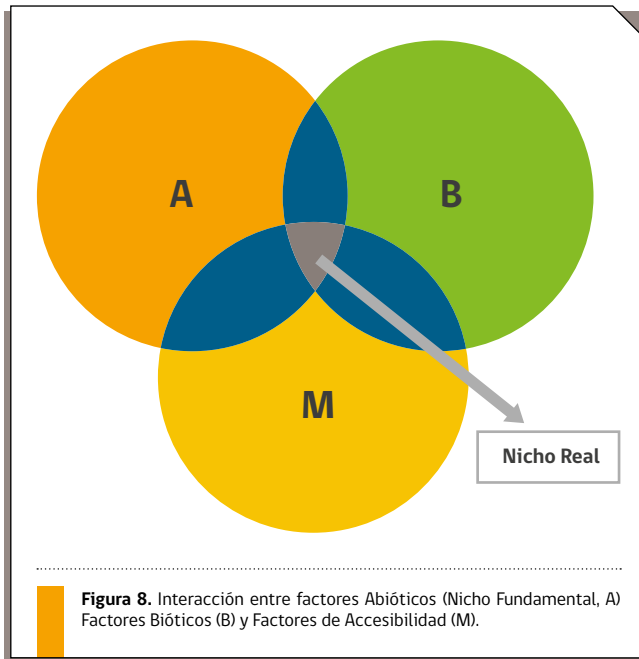 A
B
M
Nicho Real
Figura 8. Interacción entre factores Abióticos (Nicho Fundamental, A)
Factores Bióticos (B) y Factores de Accesibilidad (M).